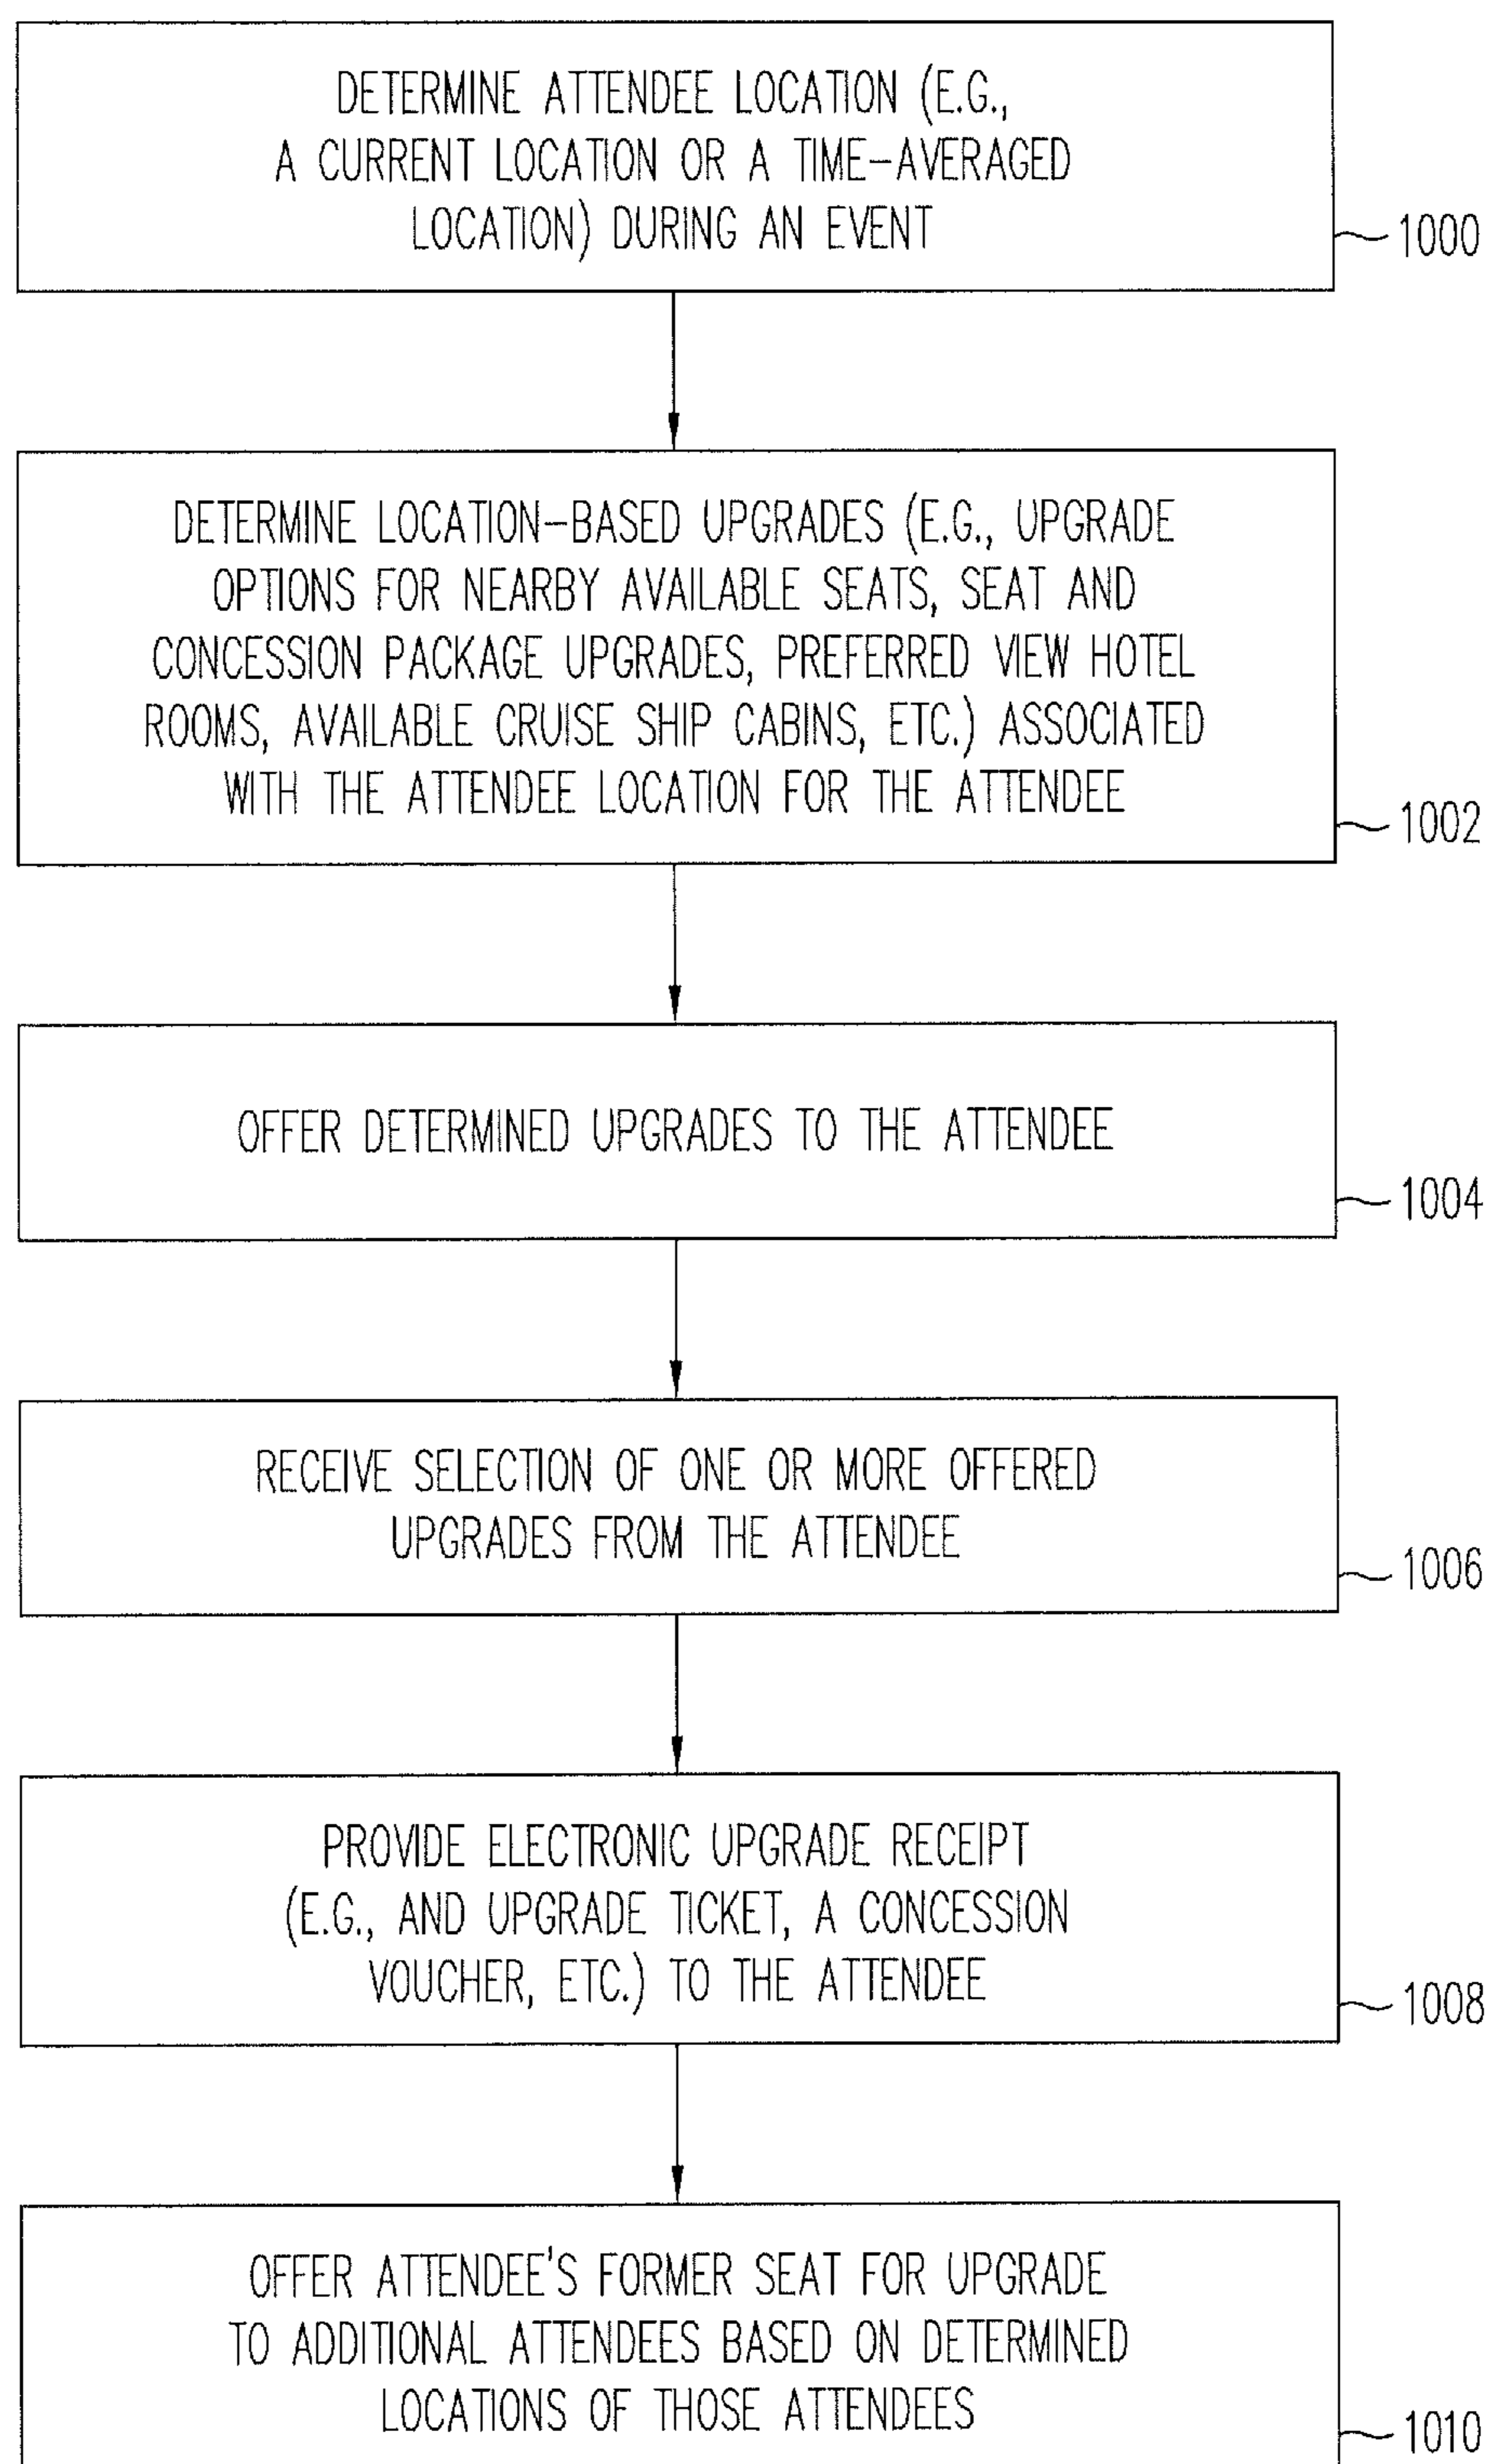 DETERMINE ATTENDEE LOCATION (E.G.,
A CURRENT LOCATION OR A TIME-AVERAGED
LOCATION) DURING AN EVENT
1000
DETERMINE LOCATION-BASED UPGRADES (E.G., UPGRADE
OPTIONS FOR NEARBY AVAILABLE SEATS, SEAT AND
CONCESSION PACKAGE UPGRADES, PREFERRED VIEW HOTEL
ROOMS, AVAILABLE CRUISE SHIP CABINS, ETC.) ASSOCIATED
WITH THE ATTENDEE LOCATION FOR THE ATTENDEE
1002
OFFER DETERMINED UPGRADES TO THE ATTENDEE
1004
RECEIVE SELECTION OF ONE OR MORE OFFERED
UPGRADES FROM THE ATTENDEE
1006
PROVIDE ELECTRONIC UPGRADE RECEIPT
(E.G., AND UPGRADE TICKET, A CONCESSION
VOUCHER, ETC.) TO THE ATTENDEE
1008
OFFER ATTENDEE'S FORMER SEAT FOR UPGRADE
TO ADDITIONAL ATTENDEES BASED ON DETERMINED
LOCATIONS OF THOSE ATTENDEES
1010